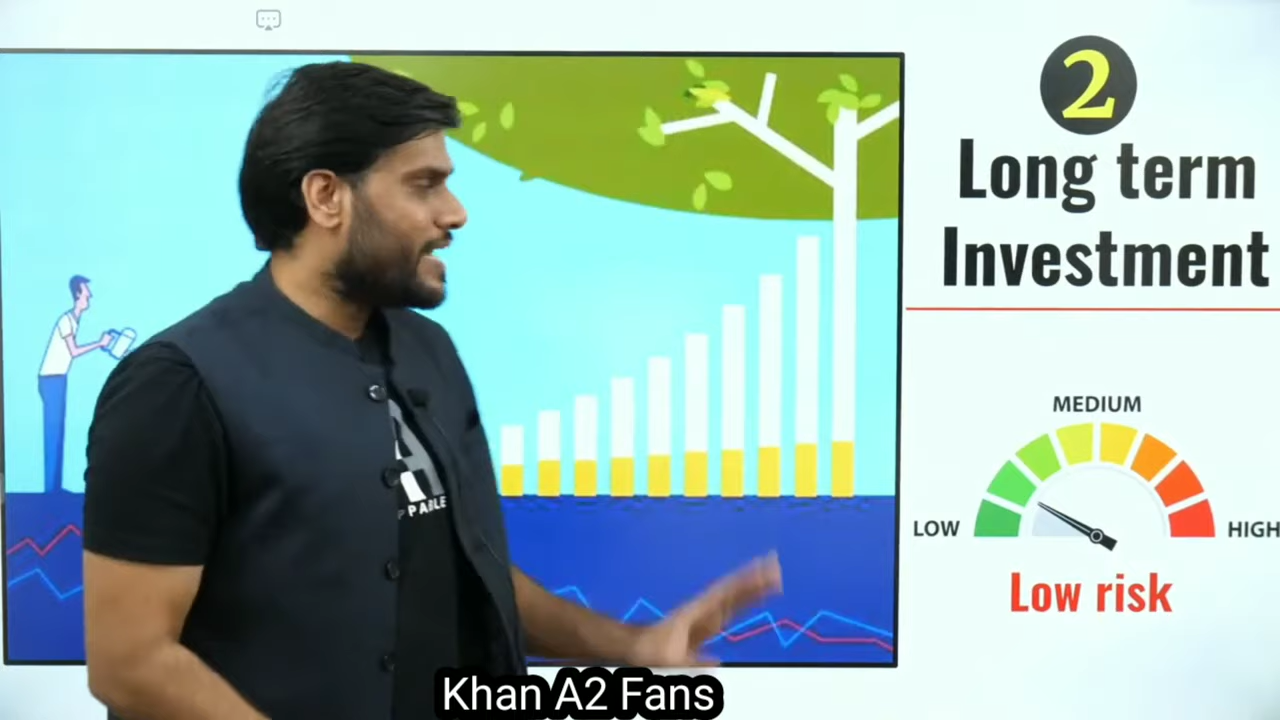 2
Long term
Investment
MEDIUM
LOW
HIGH
Low risk
Khan A2 Fans